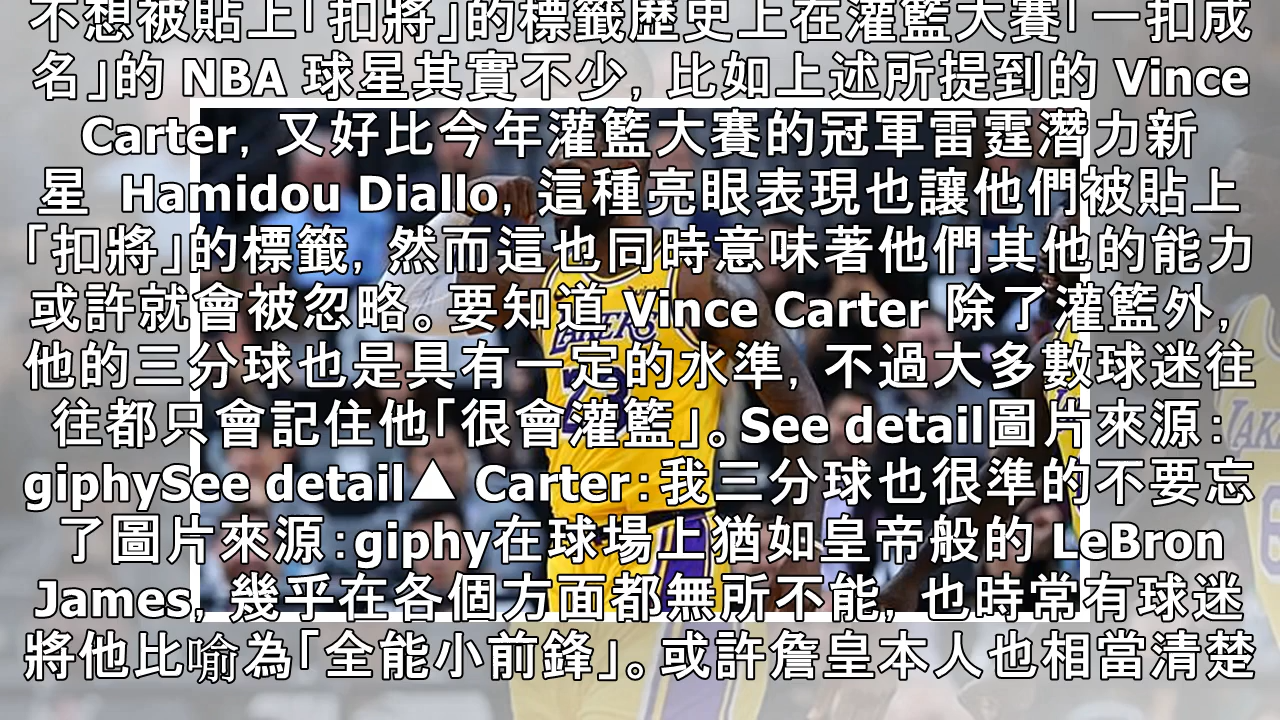 不想被貼上「扣將」的標籤歷史上在灌籃大賽「一扣成
名」的 NBA 球星其實不少, 比如上述所提到的 Vince
Carter, 又好比今年灌籃大賽的冠軍雷霆潛力新
星 Hamidou Diallo, 這種亮眼表現也讓他們被貼上
「扣將」的標籤, 然而這也同時意味著他們其他的能力
或許就會被忽略。要知道 Vince Carter 除了灌籃外,
他的三分球也是具有一定的水準, 不過大多數球迷往
往都只會記住他「很會灌籃」。See detail圖片來源:
giphySee detail▲ Carter:我三分球也很準的不要忘
了圖片來源:giphy在球場上猶如皇帝般的 LeBron
James, 幾乎在各個方面都無所不能, 也時常有球迷
將他比喻為「全能小前鋒」。或許詹皇本人也相當清楚
LAKERS
23
LAK